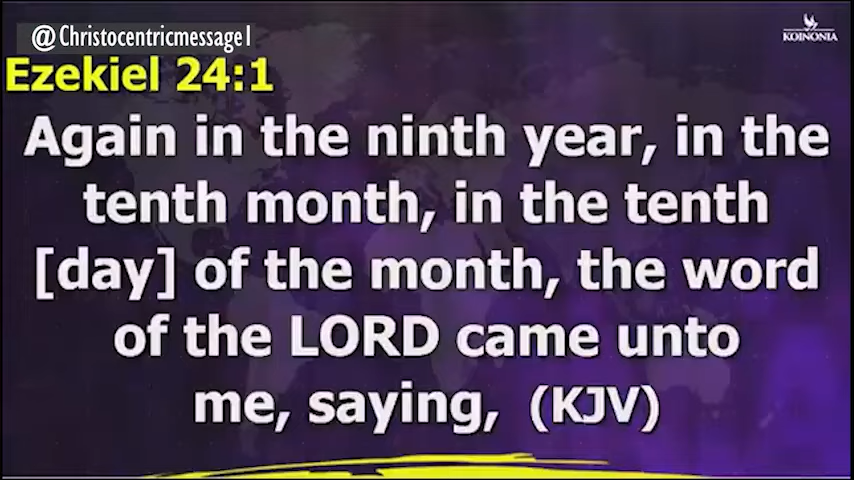 @Christocentricmessage1
KOINONIA
Ezekiel 24:1
Again in the ninth year, in the
tenth month, in the tenth
[day] of the month, the word
of the LORD came unto
me, saying, (KJV)